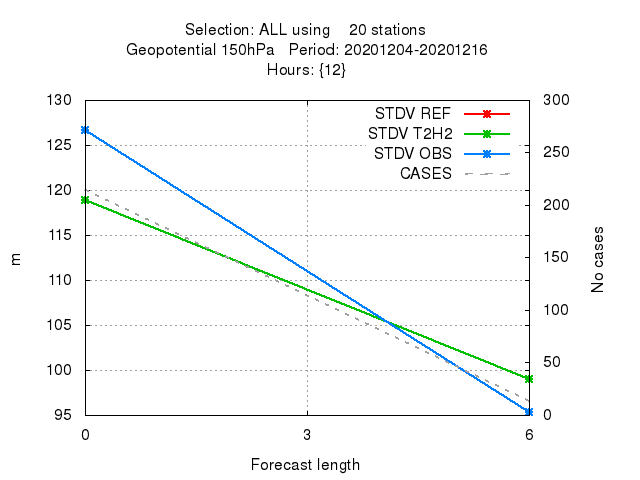 Selection: ALL using 20 stations
Geopotential 150hPa Period: 20201204-20201216
Hours: {12}
130
125
120
115
110
105
100
95
300
250
200
150
100
50
0
STDV REF
STDV T2H2
STDV OBS
CASES
m
No cases
0
3
6
Forecast length